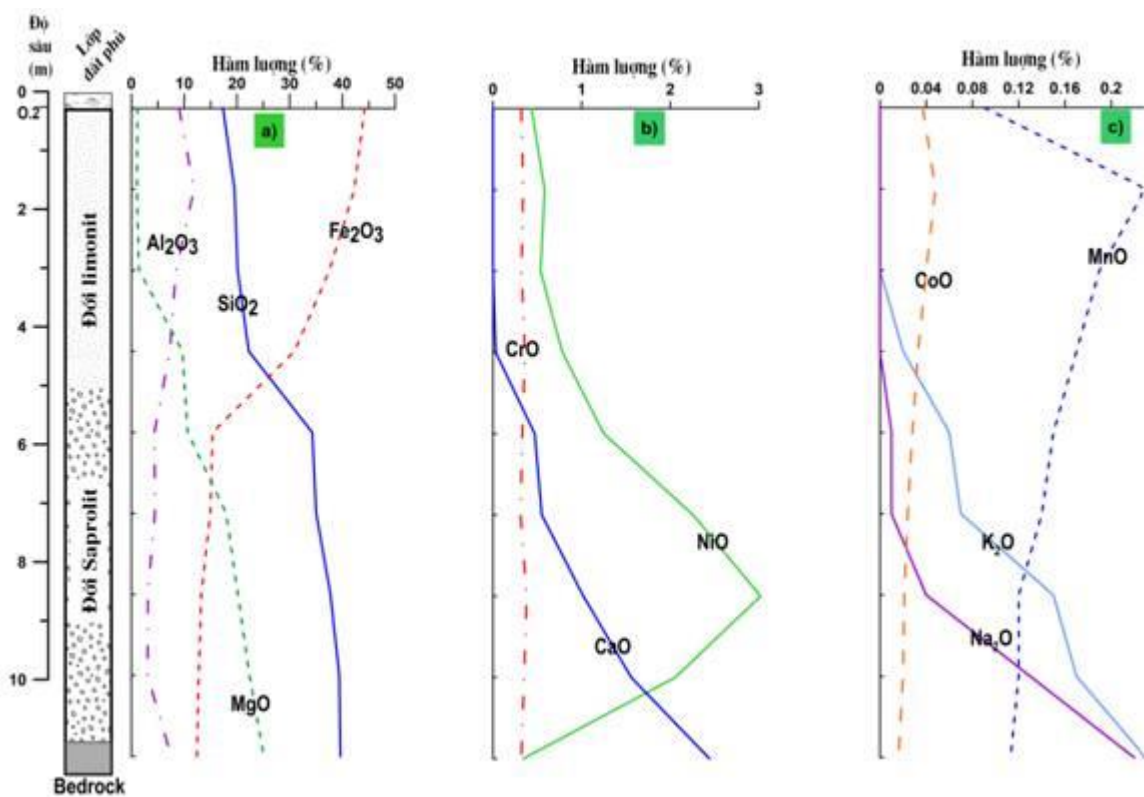 Độ
sâu
(m)
Lớp
đất phủ
Hàm lượng (%)
0 10 20 30 40 50
Hàm lượng (%)
0 1 2 3
Hàm lượng (%)
0 0.04 0.08 0.12 0.16 0.2
0
0.2
2
4
6
8
10
Đới limonit
Đới Saprolit
Bedrock
a)
Al2O3
Fe2O3
SiO2
MgO
b)
CrO
NiO
CaO
c)
MnO
CoO
K2O
Na2O